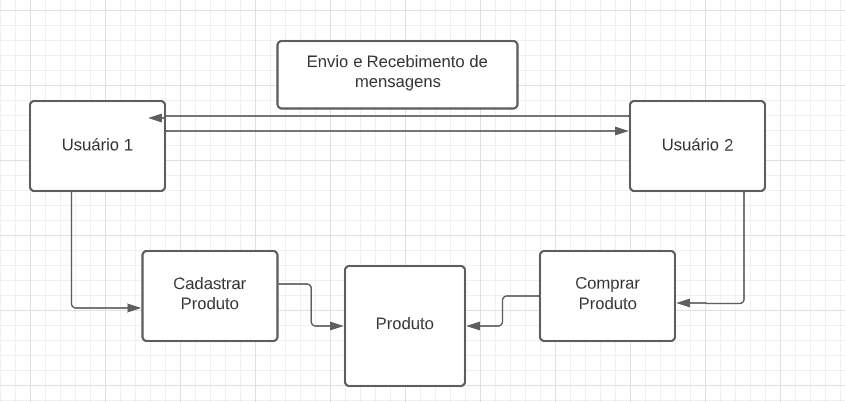 Envio e Recebimento de
mensagens
Usuário 1
Usuário 2
Cadastrar
Produto
Produto
Comprar
Produto